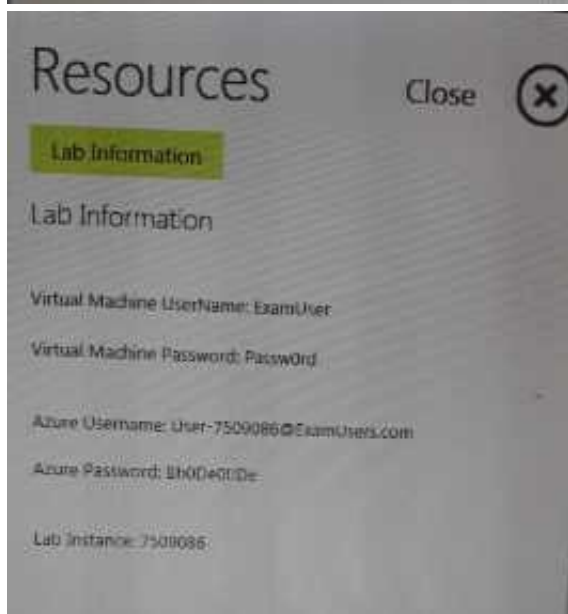 Resources
Close
Lab Information
Lab Information
Virtual Machine UserName: ExamUser
Virtual Machine Password: Passw0rd
Azure Username: User-7509086@ExamUsers.com
Azure Password:
Lab Instance: 7509086